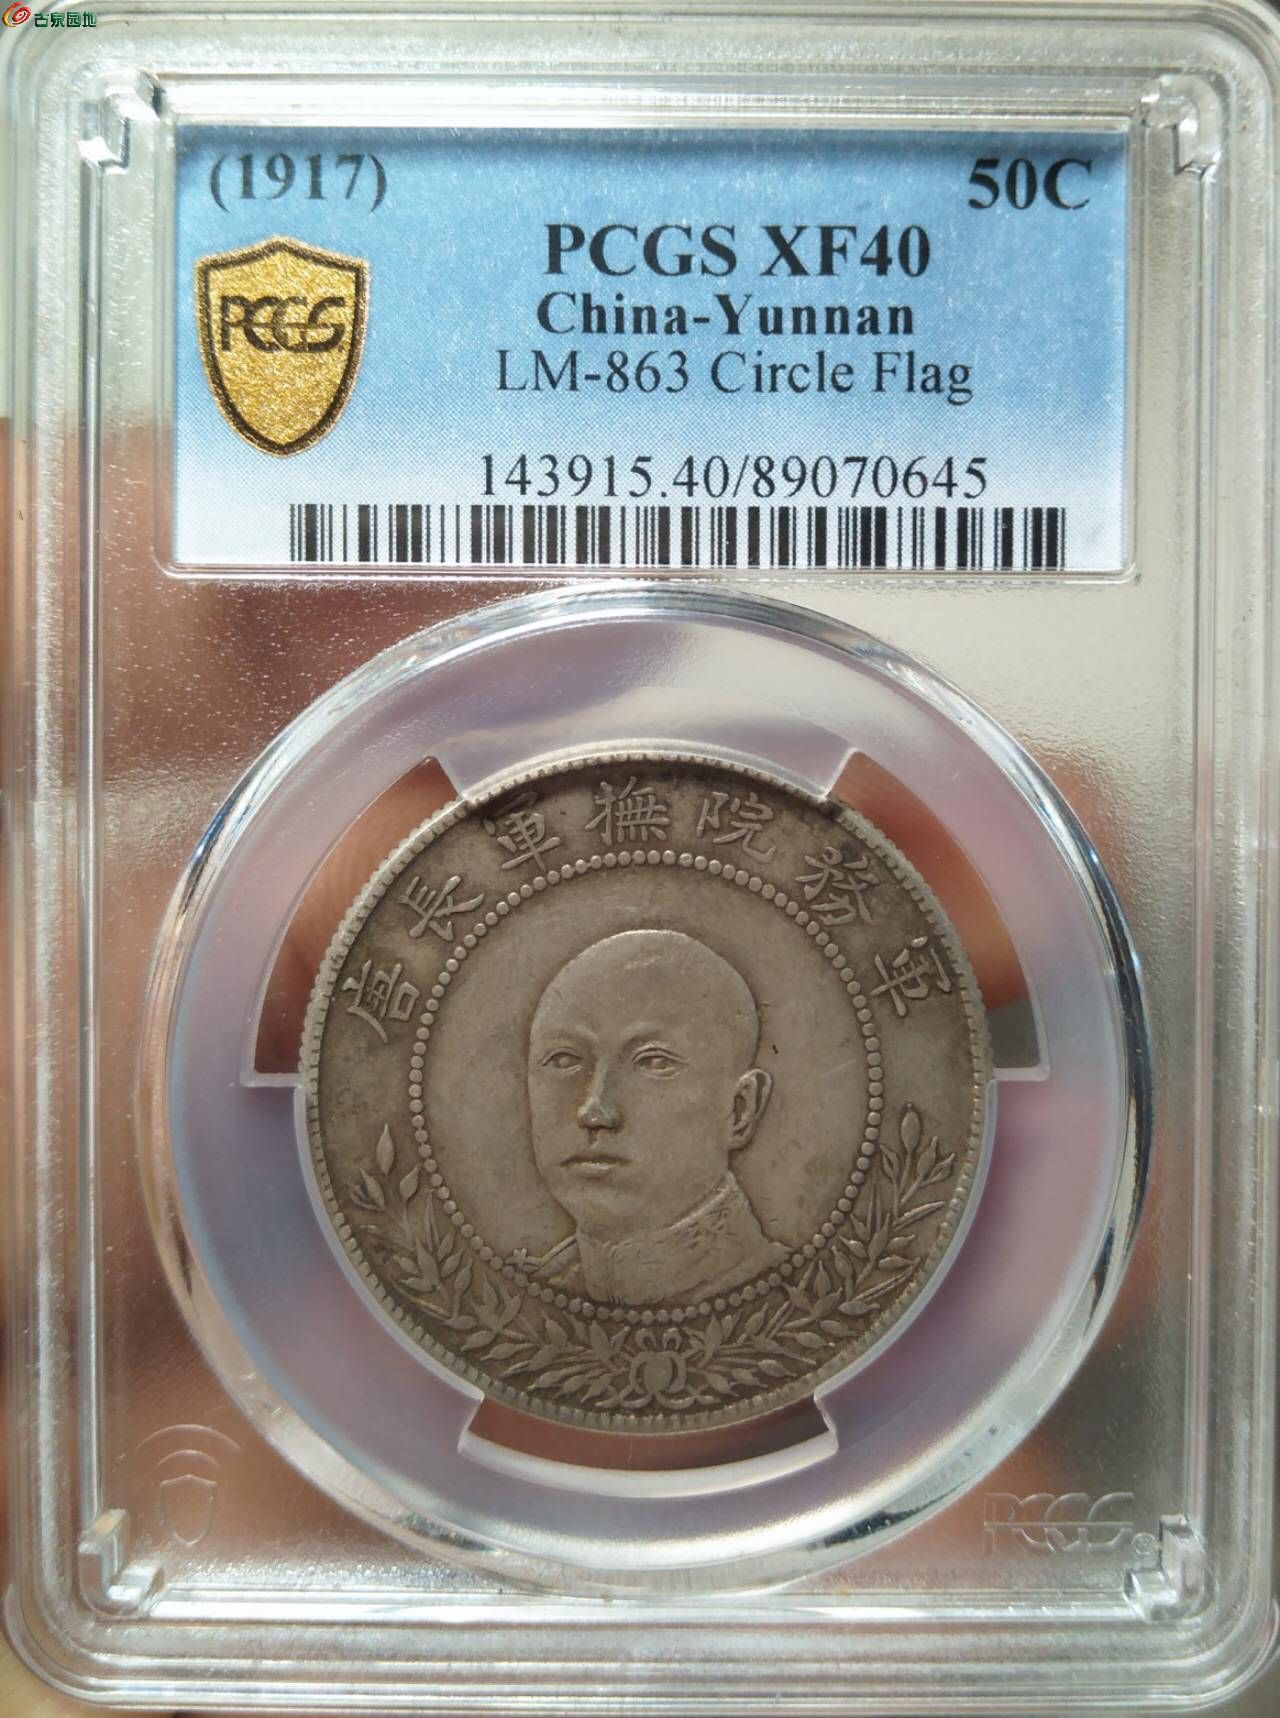 古泉园地
(1917) 50C
PCGS XF40
China-Yunnan
LM-863 Circle Flag
PCGS
143915.40/89070645
軍務院撫軍長唐
PCGS